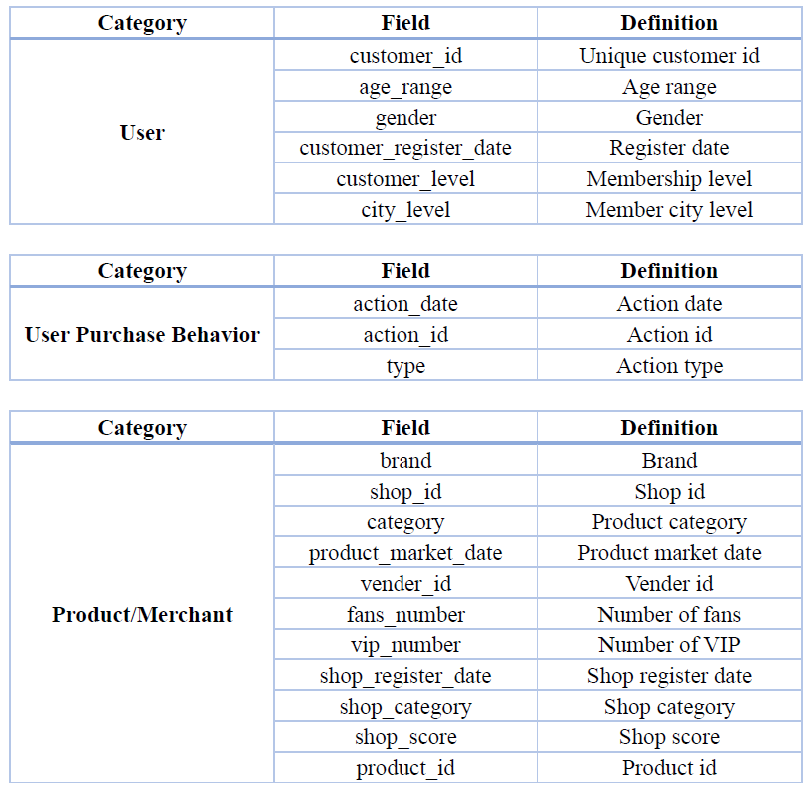 Category Field Definition
customer_id Unique customer id
age_range Age range
User gender Gender
customer_register_date Register date
customer_level Membership level
city_level Member city level
Category Field Definition
action_date Action date
User Purchase Behavior action_id Action id
type Action type
Category Field Definition
brand Brand
shop_id Shop id
category Product category
product_market_date Product market date
vender_id Vender id
Product/Merchant fans_number Number of fans
vip_number Number of VIP
shop_register_date Shop register date
shop_category Shop category
shop_score Shop score
product_id Product id